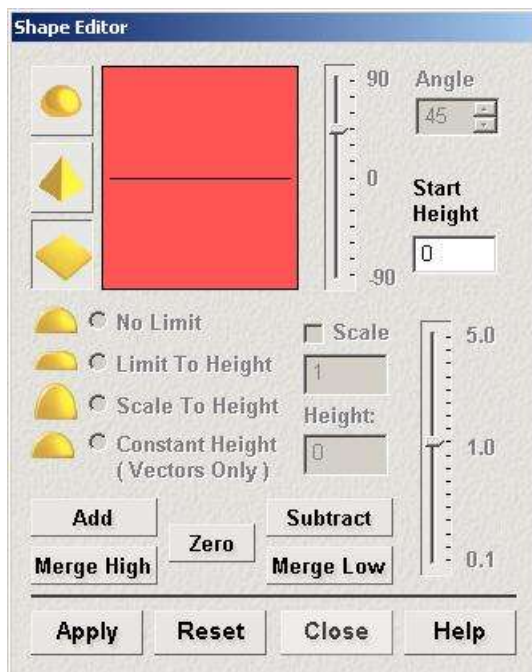 Shape Editor
90
0
-90
Angle
45
Start
Height
0
No Limit
Limit To Height
Scale To Height
Constant Height
( Vectors Only )
Scale
1
Height:
0
5.0
1.0
0.1
Add
Merge High
Zero
Subtract
Merge Low
Apply
Reset
Close
Help